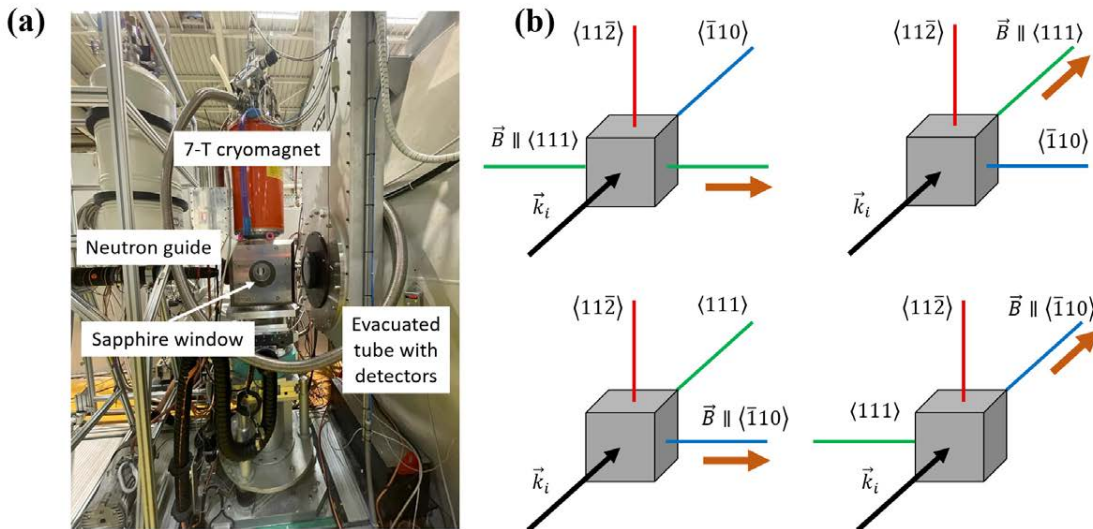 (a)
7-T cryomagnet
Neutron guide
Sapphire window
Evacuated
tube with
detectors
(b)
⟨112̄⟩
⟨1̄10⟩
B⃗ ∥ ⟨111⟩
k⃗ᵢ
⟨112̄⟩
B⃗ ∥ ⟨111⟩
⟨1̄10⟩
k⃗ᵢ
⟨112̄⟩
⟨111⟩
B⃗ ∥ ⟨1̄10⟩
k⃗ᵢ
⟨112̄⟩
B⃗ ∥ ⟨1̄10⟩
⟨111⟩
k⃗ᵢ